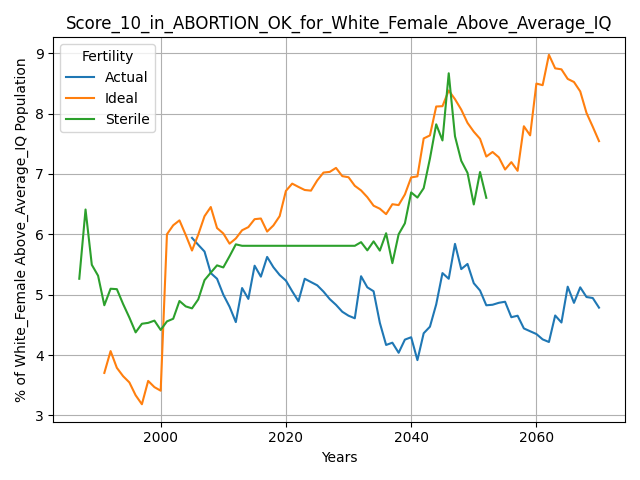 Score_10_in_ABORTION_OK_for_White_Female_Above_Average_IQ
% of White_Female Above_Average_IQ Population
9
8
7
6
5
4
3
Fertility
Actual
Ideal
Sterile
2000 2020 2040 2060
Years